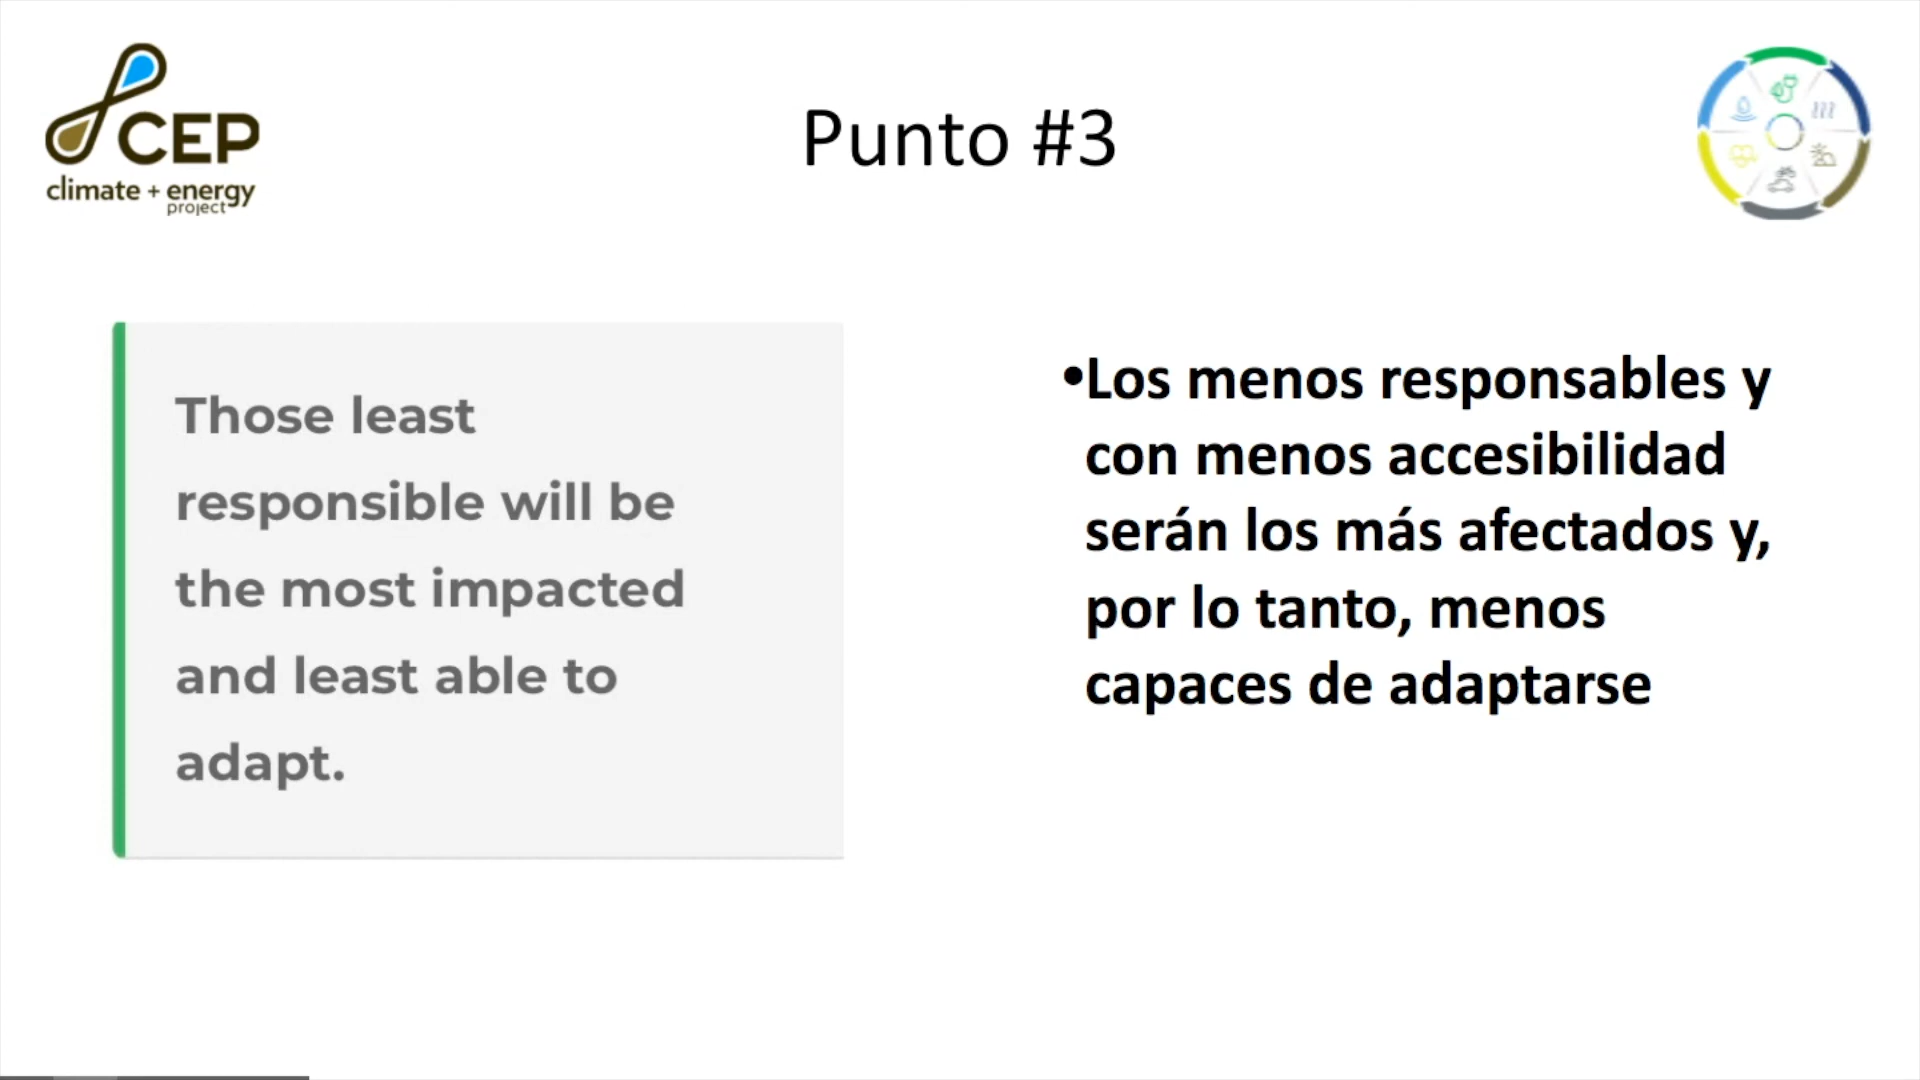 CEP
climate + energy
project
Punto #3
Those least
responsible will be
the most impacted
and least able to
adapt.
•Los menos responsables y
con menos accesibilidad
serán los más afectados y,
por lo tanto, menos
capaces de adaptarse